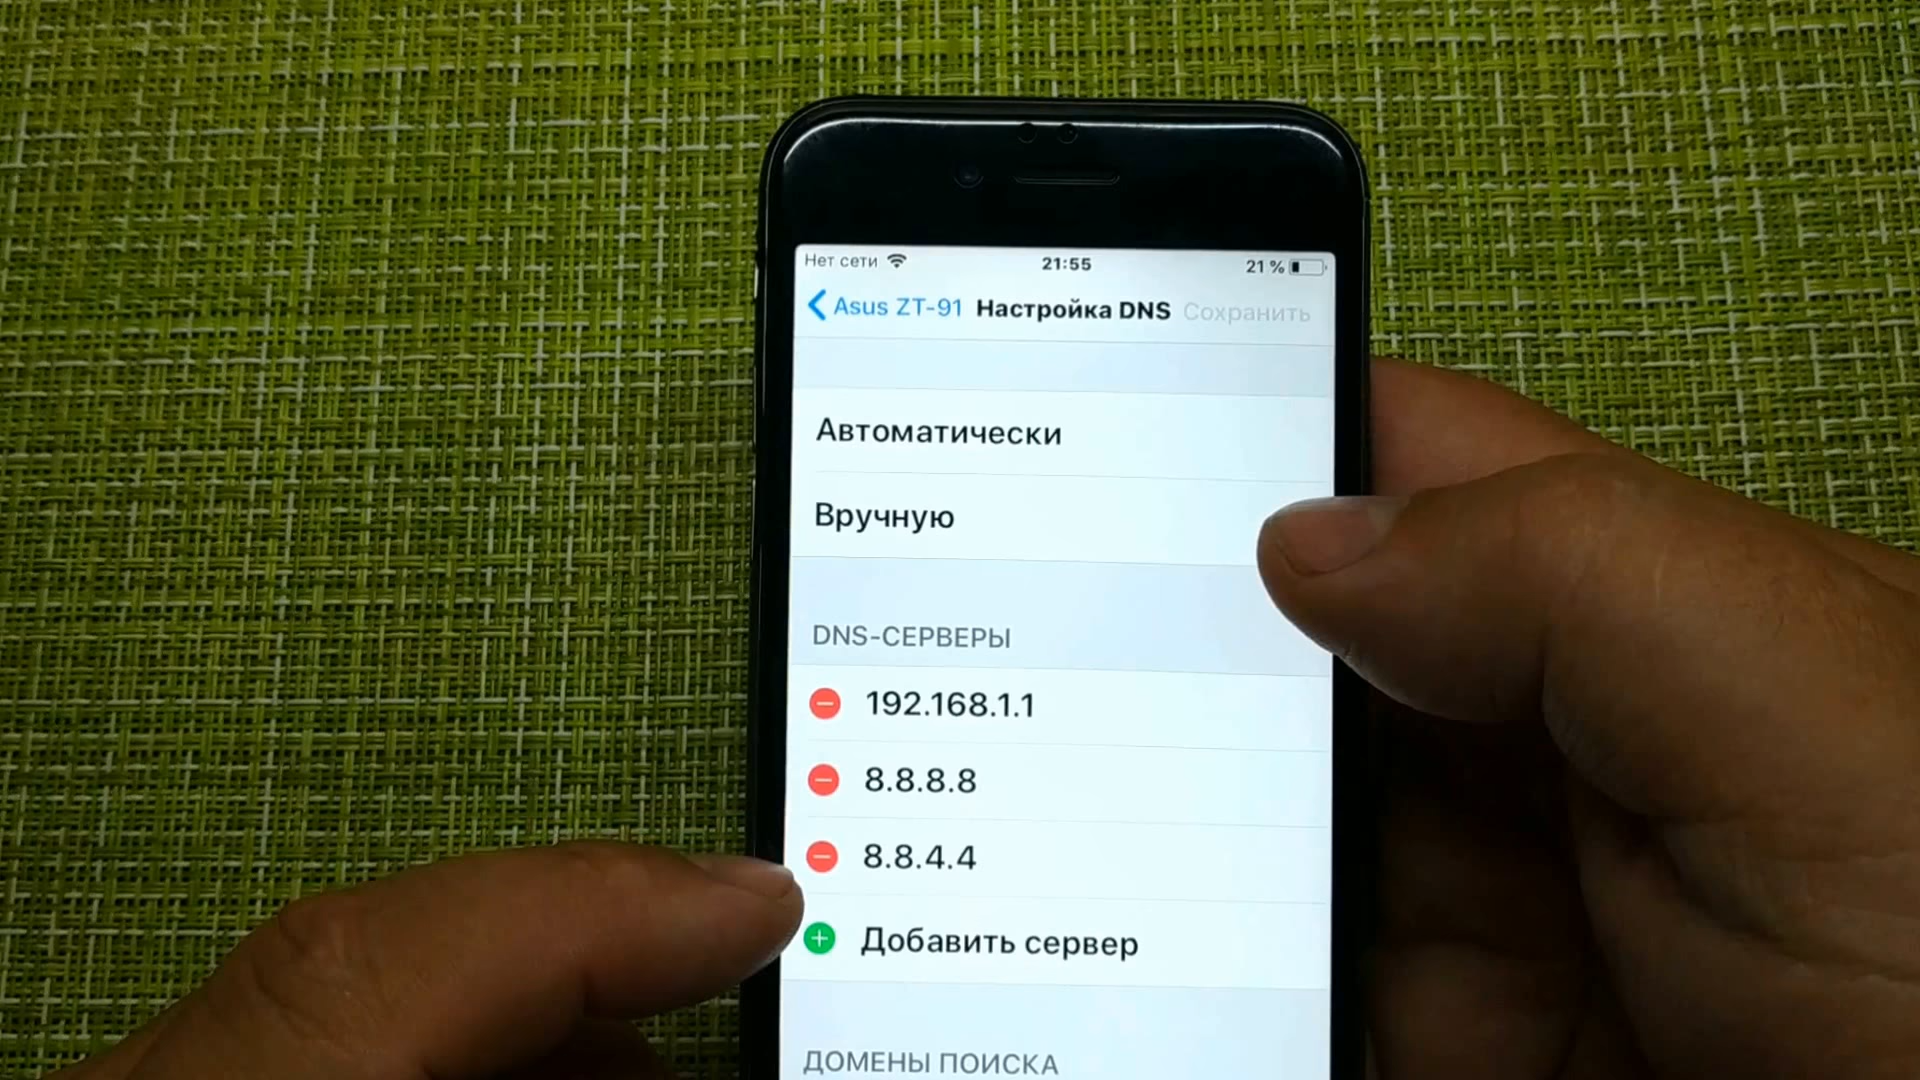 Нет сети 21:55 21 %
Asus ZT-91 Настройка DNS Сохранить
Автоматически
Вручную
DNS-СЕРВЕРЫ
192.168.1.1
8.8.8.8
8.8.4.4
Добавить сервер
ДОМЕНЫ ПОИСКА